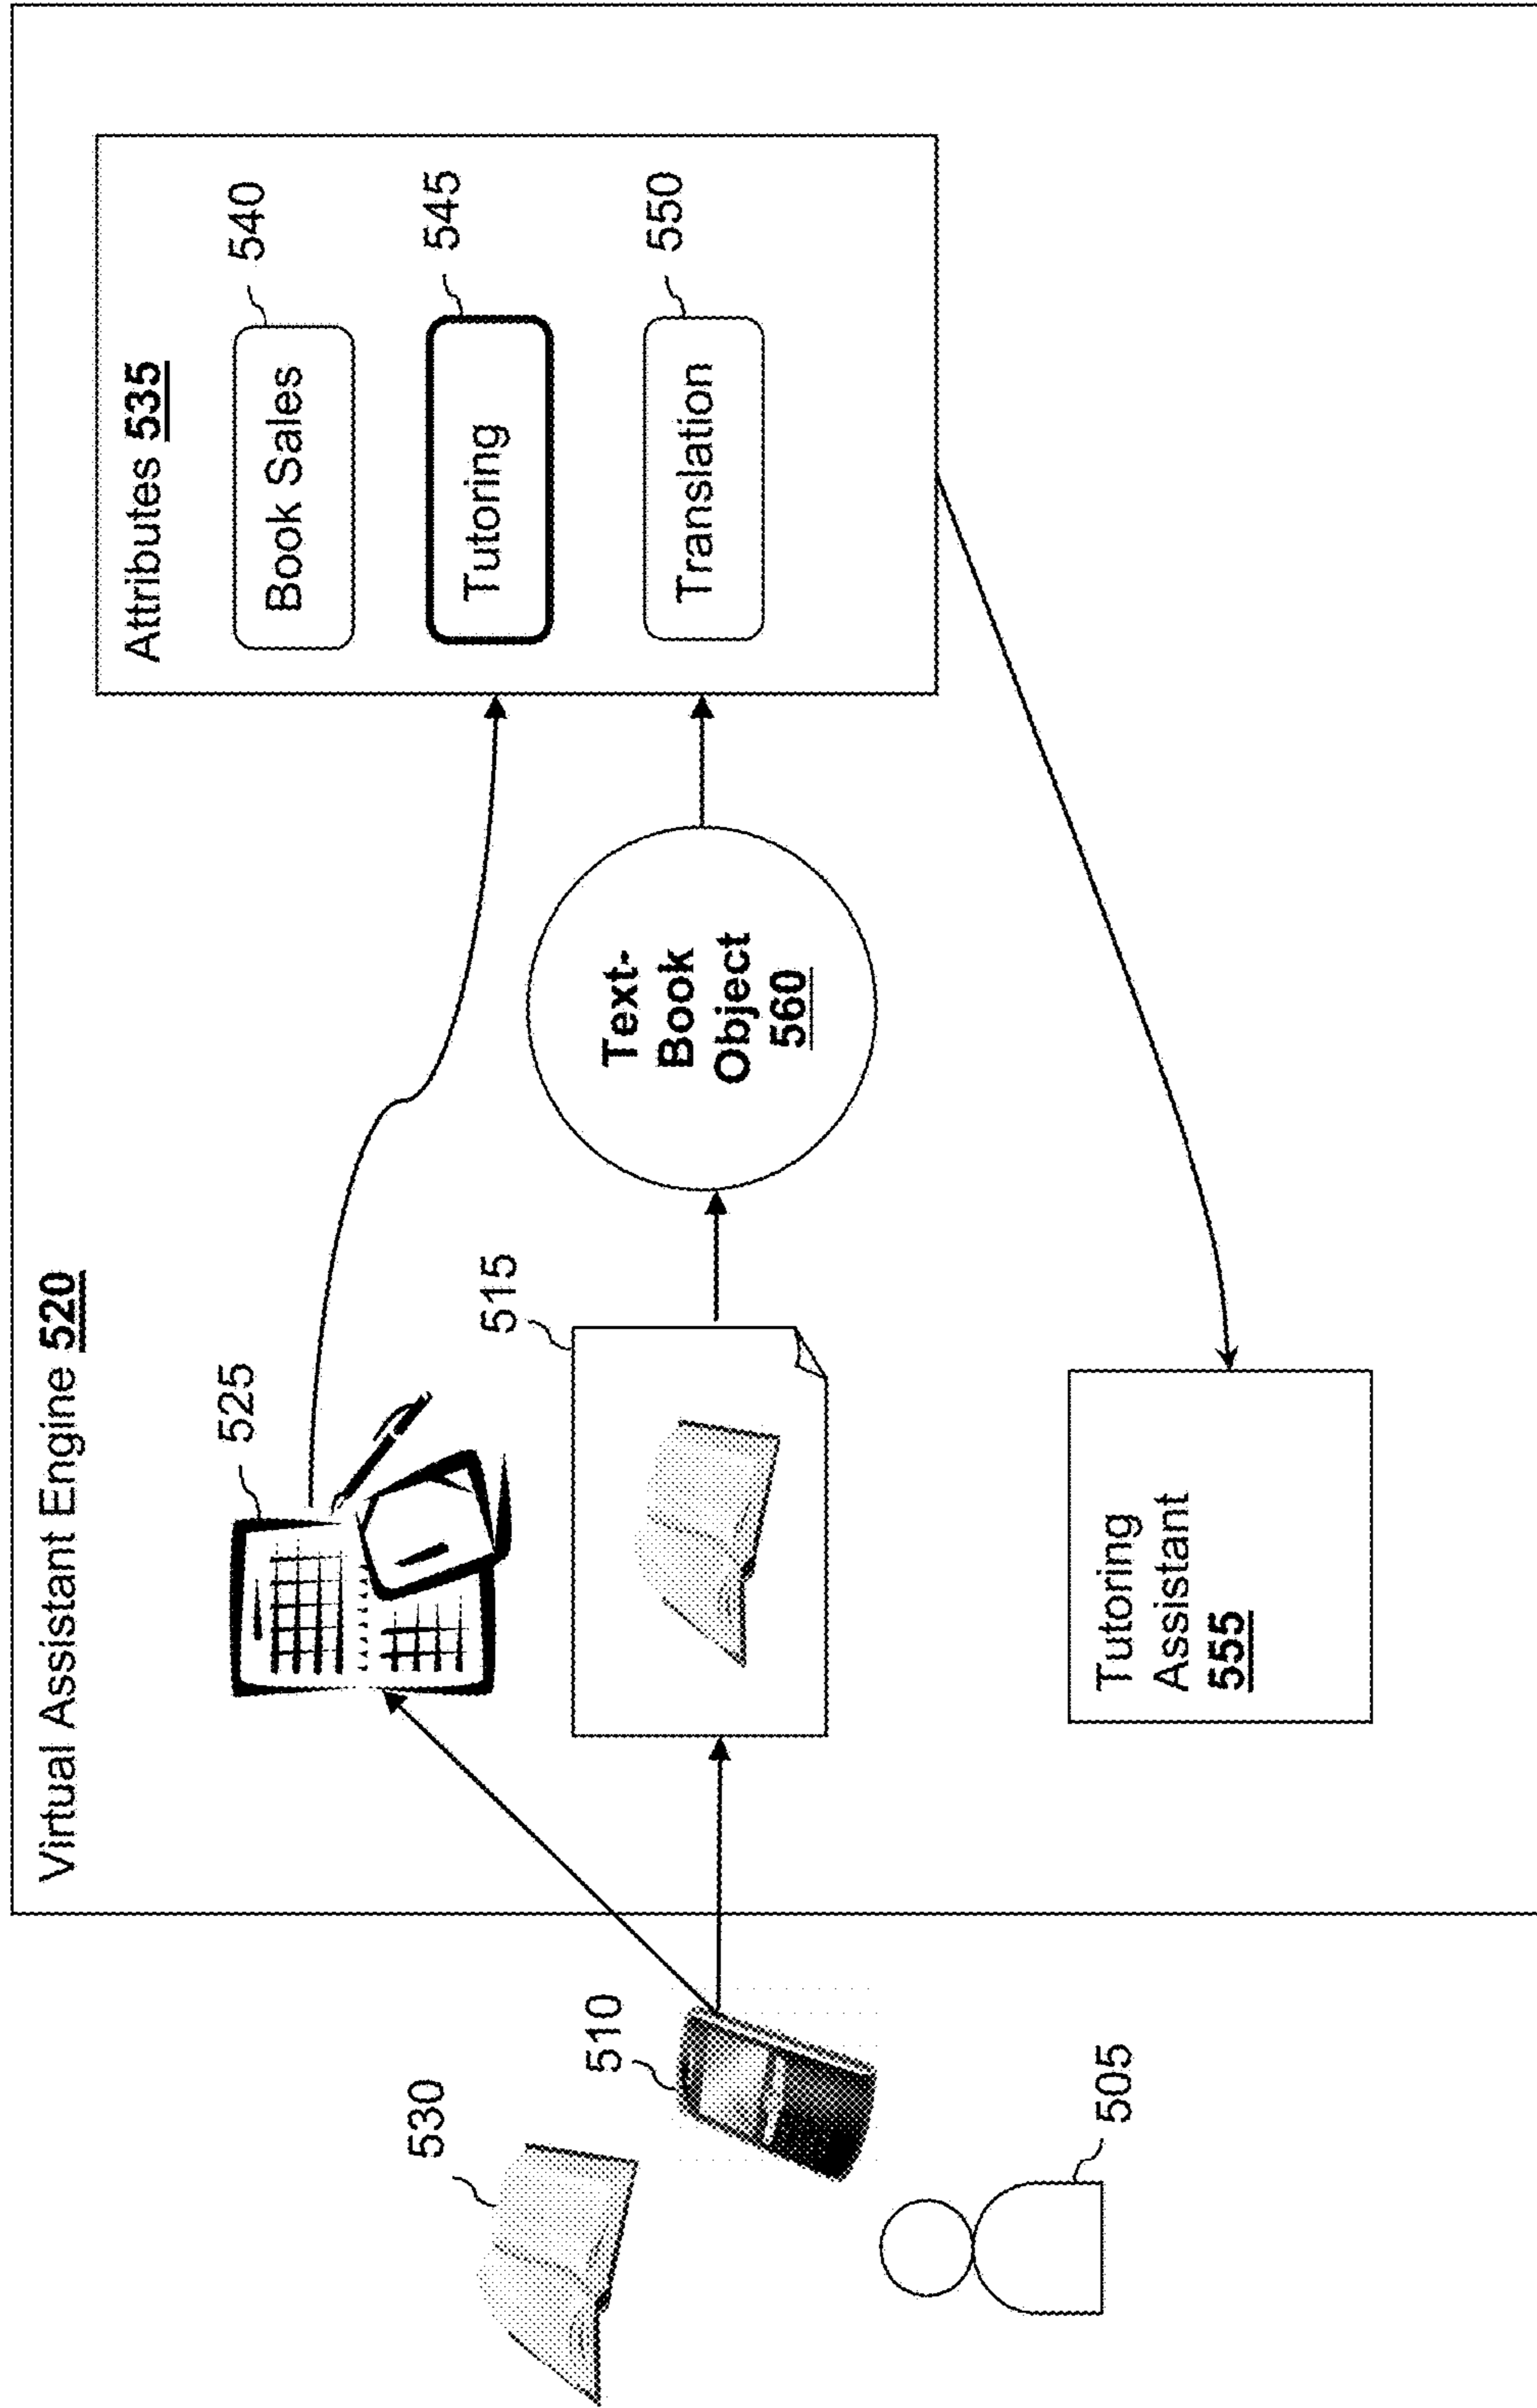 Virtual Assistant Engine 520
530
510
505
525
515
Text-
Book
Object
560
Attributes 535
Book Sales
540
Tutoring
545
Translation
550
Tutoring
Assistant
555